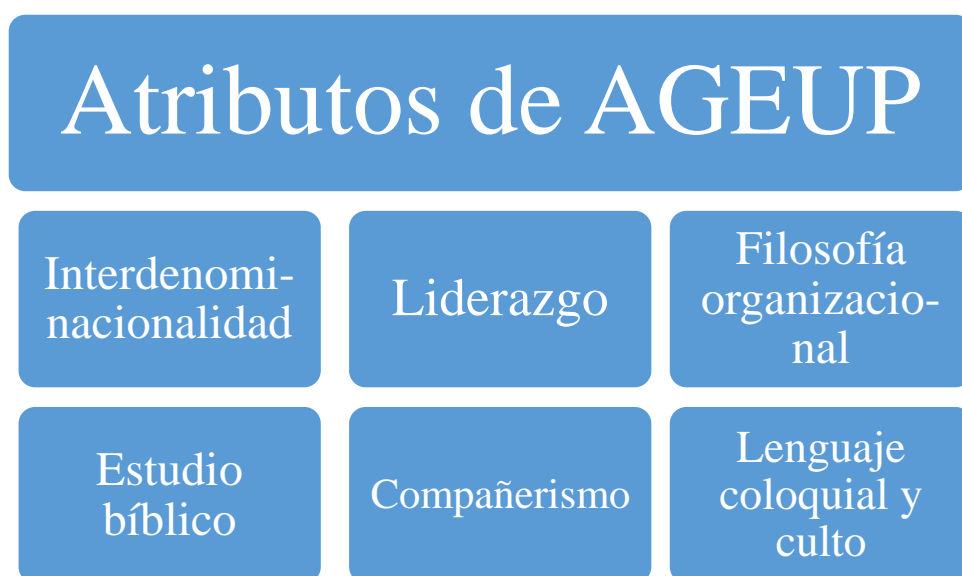 Atributos de AGEUP
Interdenomi-
nacionalidad
Liderazgo
Filosofía
organizacio-
nal
Estudio
bíblico
Compañerismo
Lenguaje
coloquial y
culto